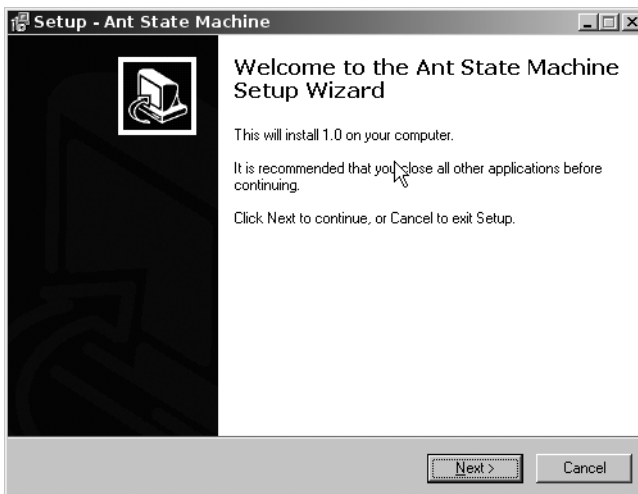 Setup - Ant State Machine
Welcome to the Ant State Machine
Setup Wizard
This will install 1.0 on your computer.
It is recommended that you close all other applications before
continuing.
Click Next to continue, or Cancel to exit Setup.
Next >
Cancel